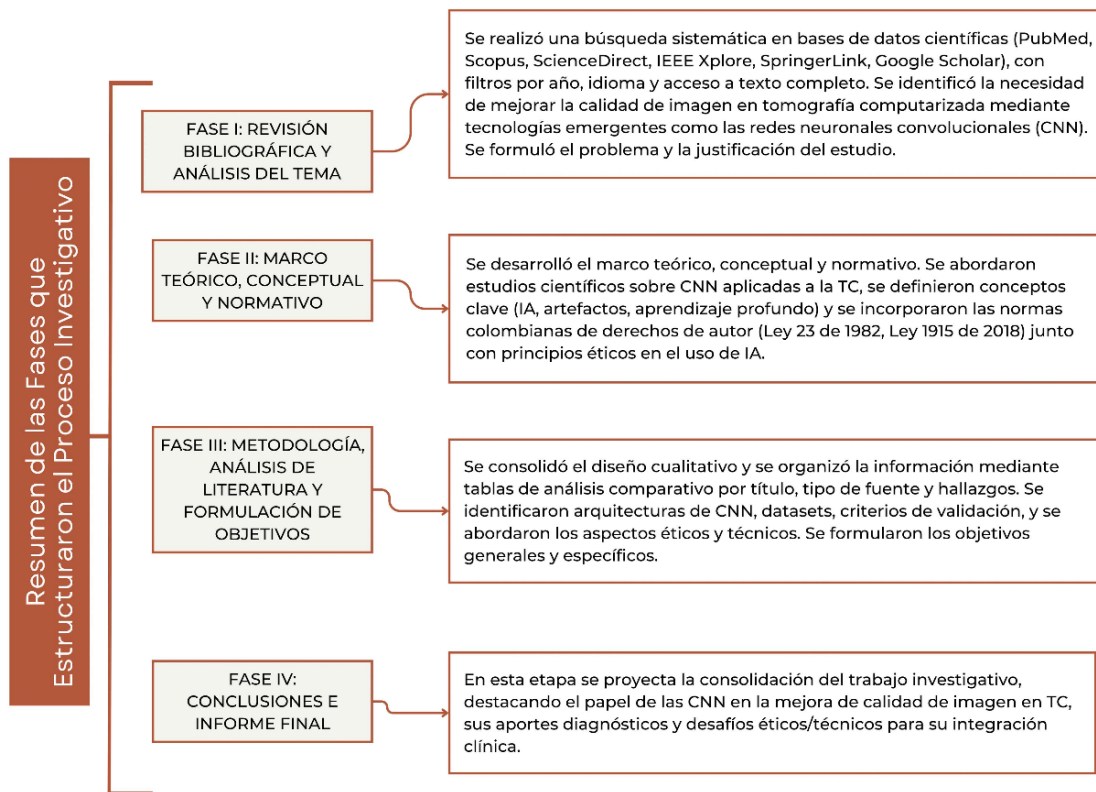 Resumen de las Fases que
Estructuraron el Proceso Investigativo
FASE I: REVISIÓN
BIBLIOGRÁFICA Y
ANÁLISIS DEL TEMA
Se realizó una búsqueda sistemática en bases de datos científicas (PubMed,
Scopus, ScienceDirect, IEEE Xplore, SpringerLink, Google Scholar), con
filtros por año, idioma y acceso a texto completo. Se identificó la necesidad
de mejorar la calidad de imagen en tomografía computarizada mediante
tecnologías emergentes como las redes neuronales convolucionales (CNN).
Se formuló el problema y la justificación del estudio.
FASE II: MARCO
TEÓRICO, CONCEPTUAL
Y NORMATIVO
Se desarrolló el marco teórico, conceptual y normativo. Se abordaron
estudios científicos sobre CNN aplicadas a la TC, se definieron conceptos
clave (IA, artefactos, aprendizaje profundo) y se incorporaron las normas
colombianas de derechos de autor (Ley 23 de 1982, Ley 1915 de 2018) junto
con principios éticos en el uso de IA.
FASE III: METODOLOGÍA,
ANÁLISIS DE
LITERATURA Y
FORMULACIÓN DE
OBJETIVOS
Se consolidó el diseño cualitativo y se organizó la información mediante
tablas de análisis comparativo por título, tipo de fuente y hallazgos. Se
identificaron arquitecturas de CNN, datasets, criterios de validación, y se
abordaron los aspectos éticos y técnicos. Se formularon los objetivos
generales y específicos.
FASE IV:
CONCLUSIONES E
INFORME FINAL
En esta etapa se proyecta la consolidación del trabajo investigativo,
destacando el papel de las CNN en la mejora de calidad de imagen en TC,
sus aportes diagnósticos y desafíos éticos/técnicos para su integración
clínica.